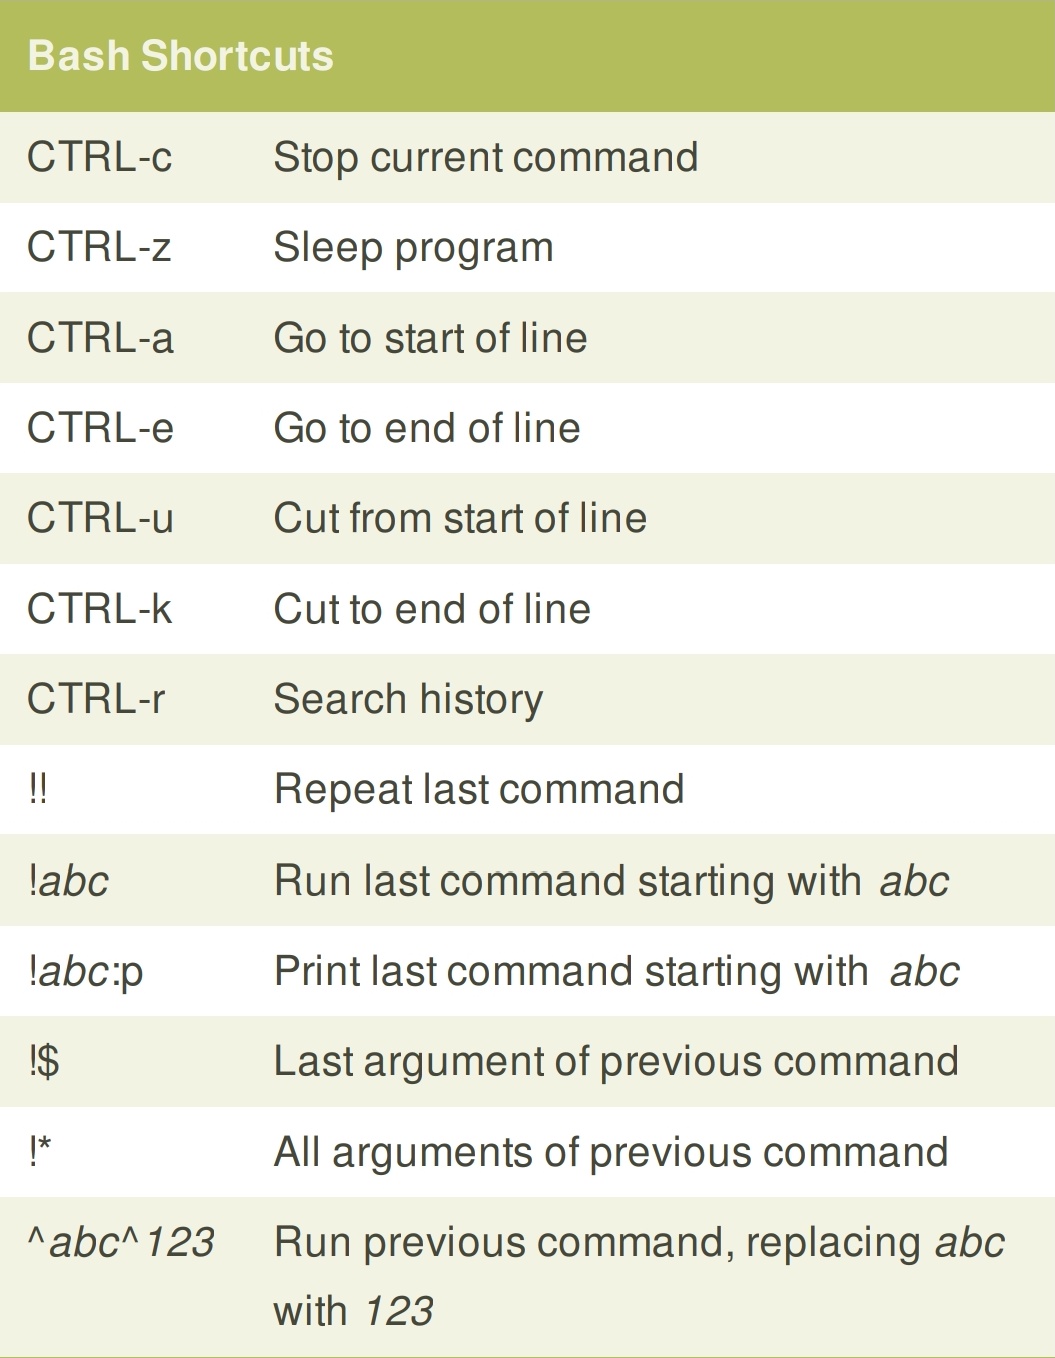 Bash Shortcuts
CTRL-c Stop current command
CTRL-z Sleep program
CTRL-a Go to start of line
CTRL-e Go to end of line
CTRL-u Cut from start of line
CTRL-k Cut to end of line
CTRL-r Search history
!! Repeat last command
!abc Run last command starting with abc
!abc:p Print last command starting with abc
!$ Last argument of previous command
!* All arguments of previous command
^abc^123 Run previous command, replacing abc
with 123